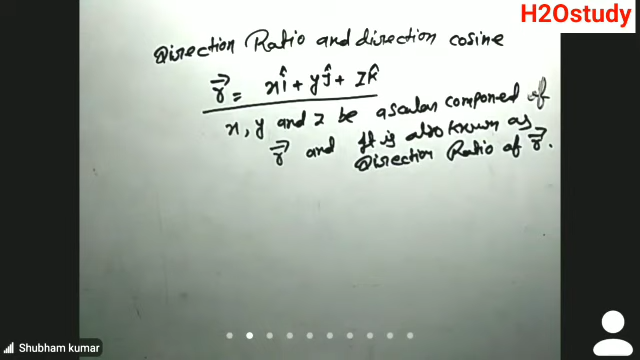 H2Ostudy
Direction Ratio and direction cosine
r⃗ = xî + yĵ + zk̂
x, y and z be a scalar componed of
r⃗ and It is also known as
Direction Ratio of r⃗.
Shubham kumar